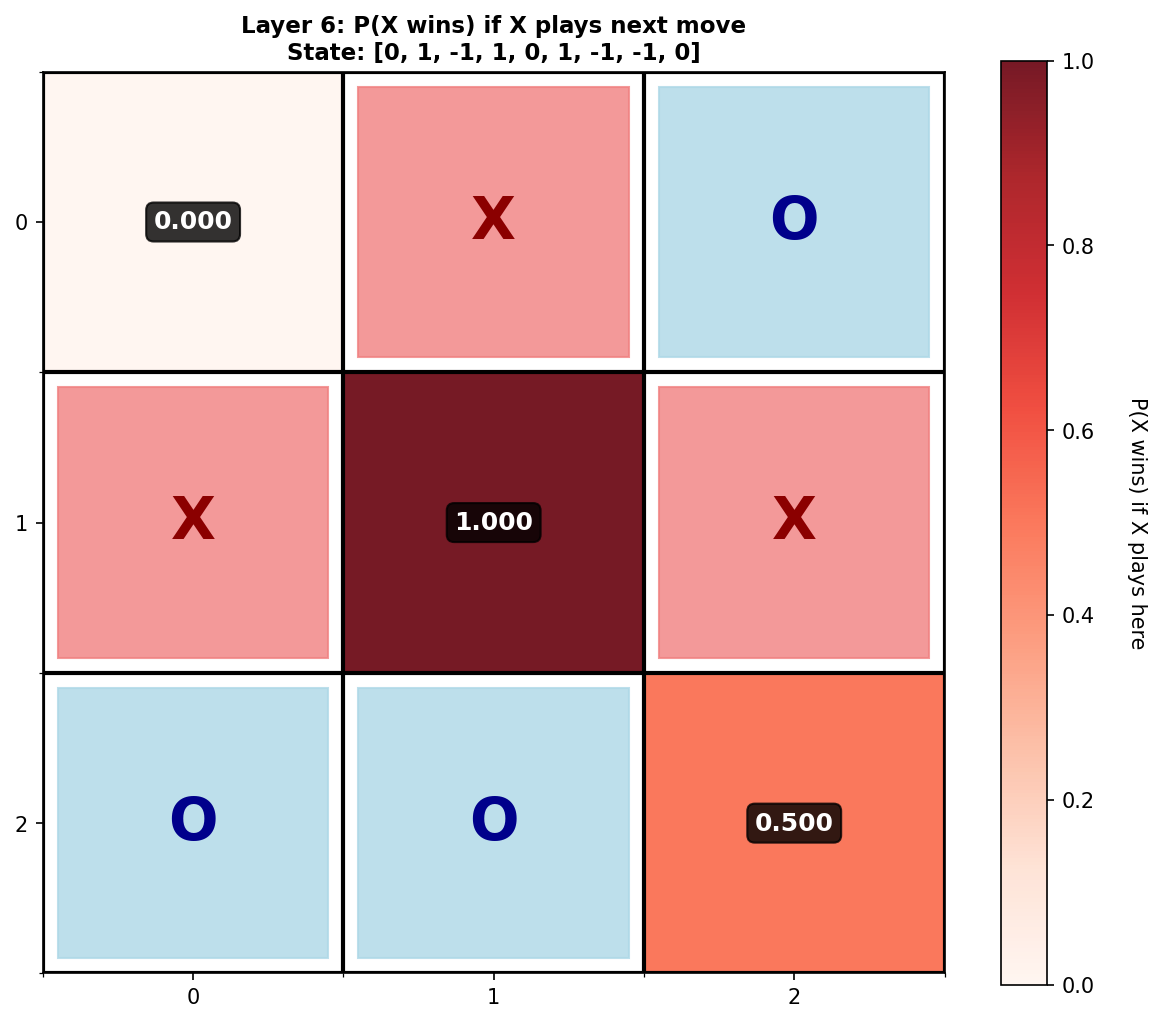 Layer 6: P(X wins) if X plays next move
State: [0, 1, -1, 1, 0, 1, -1, -1, 0]
0
0.000
X
O
1
X
1.000
X
2
O
O
0.500
0
1
2
1.0
0.8
0.6
0.4
0.2
0.0
P(X wins) if X plays here